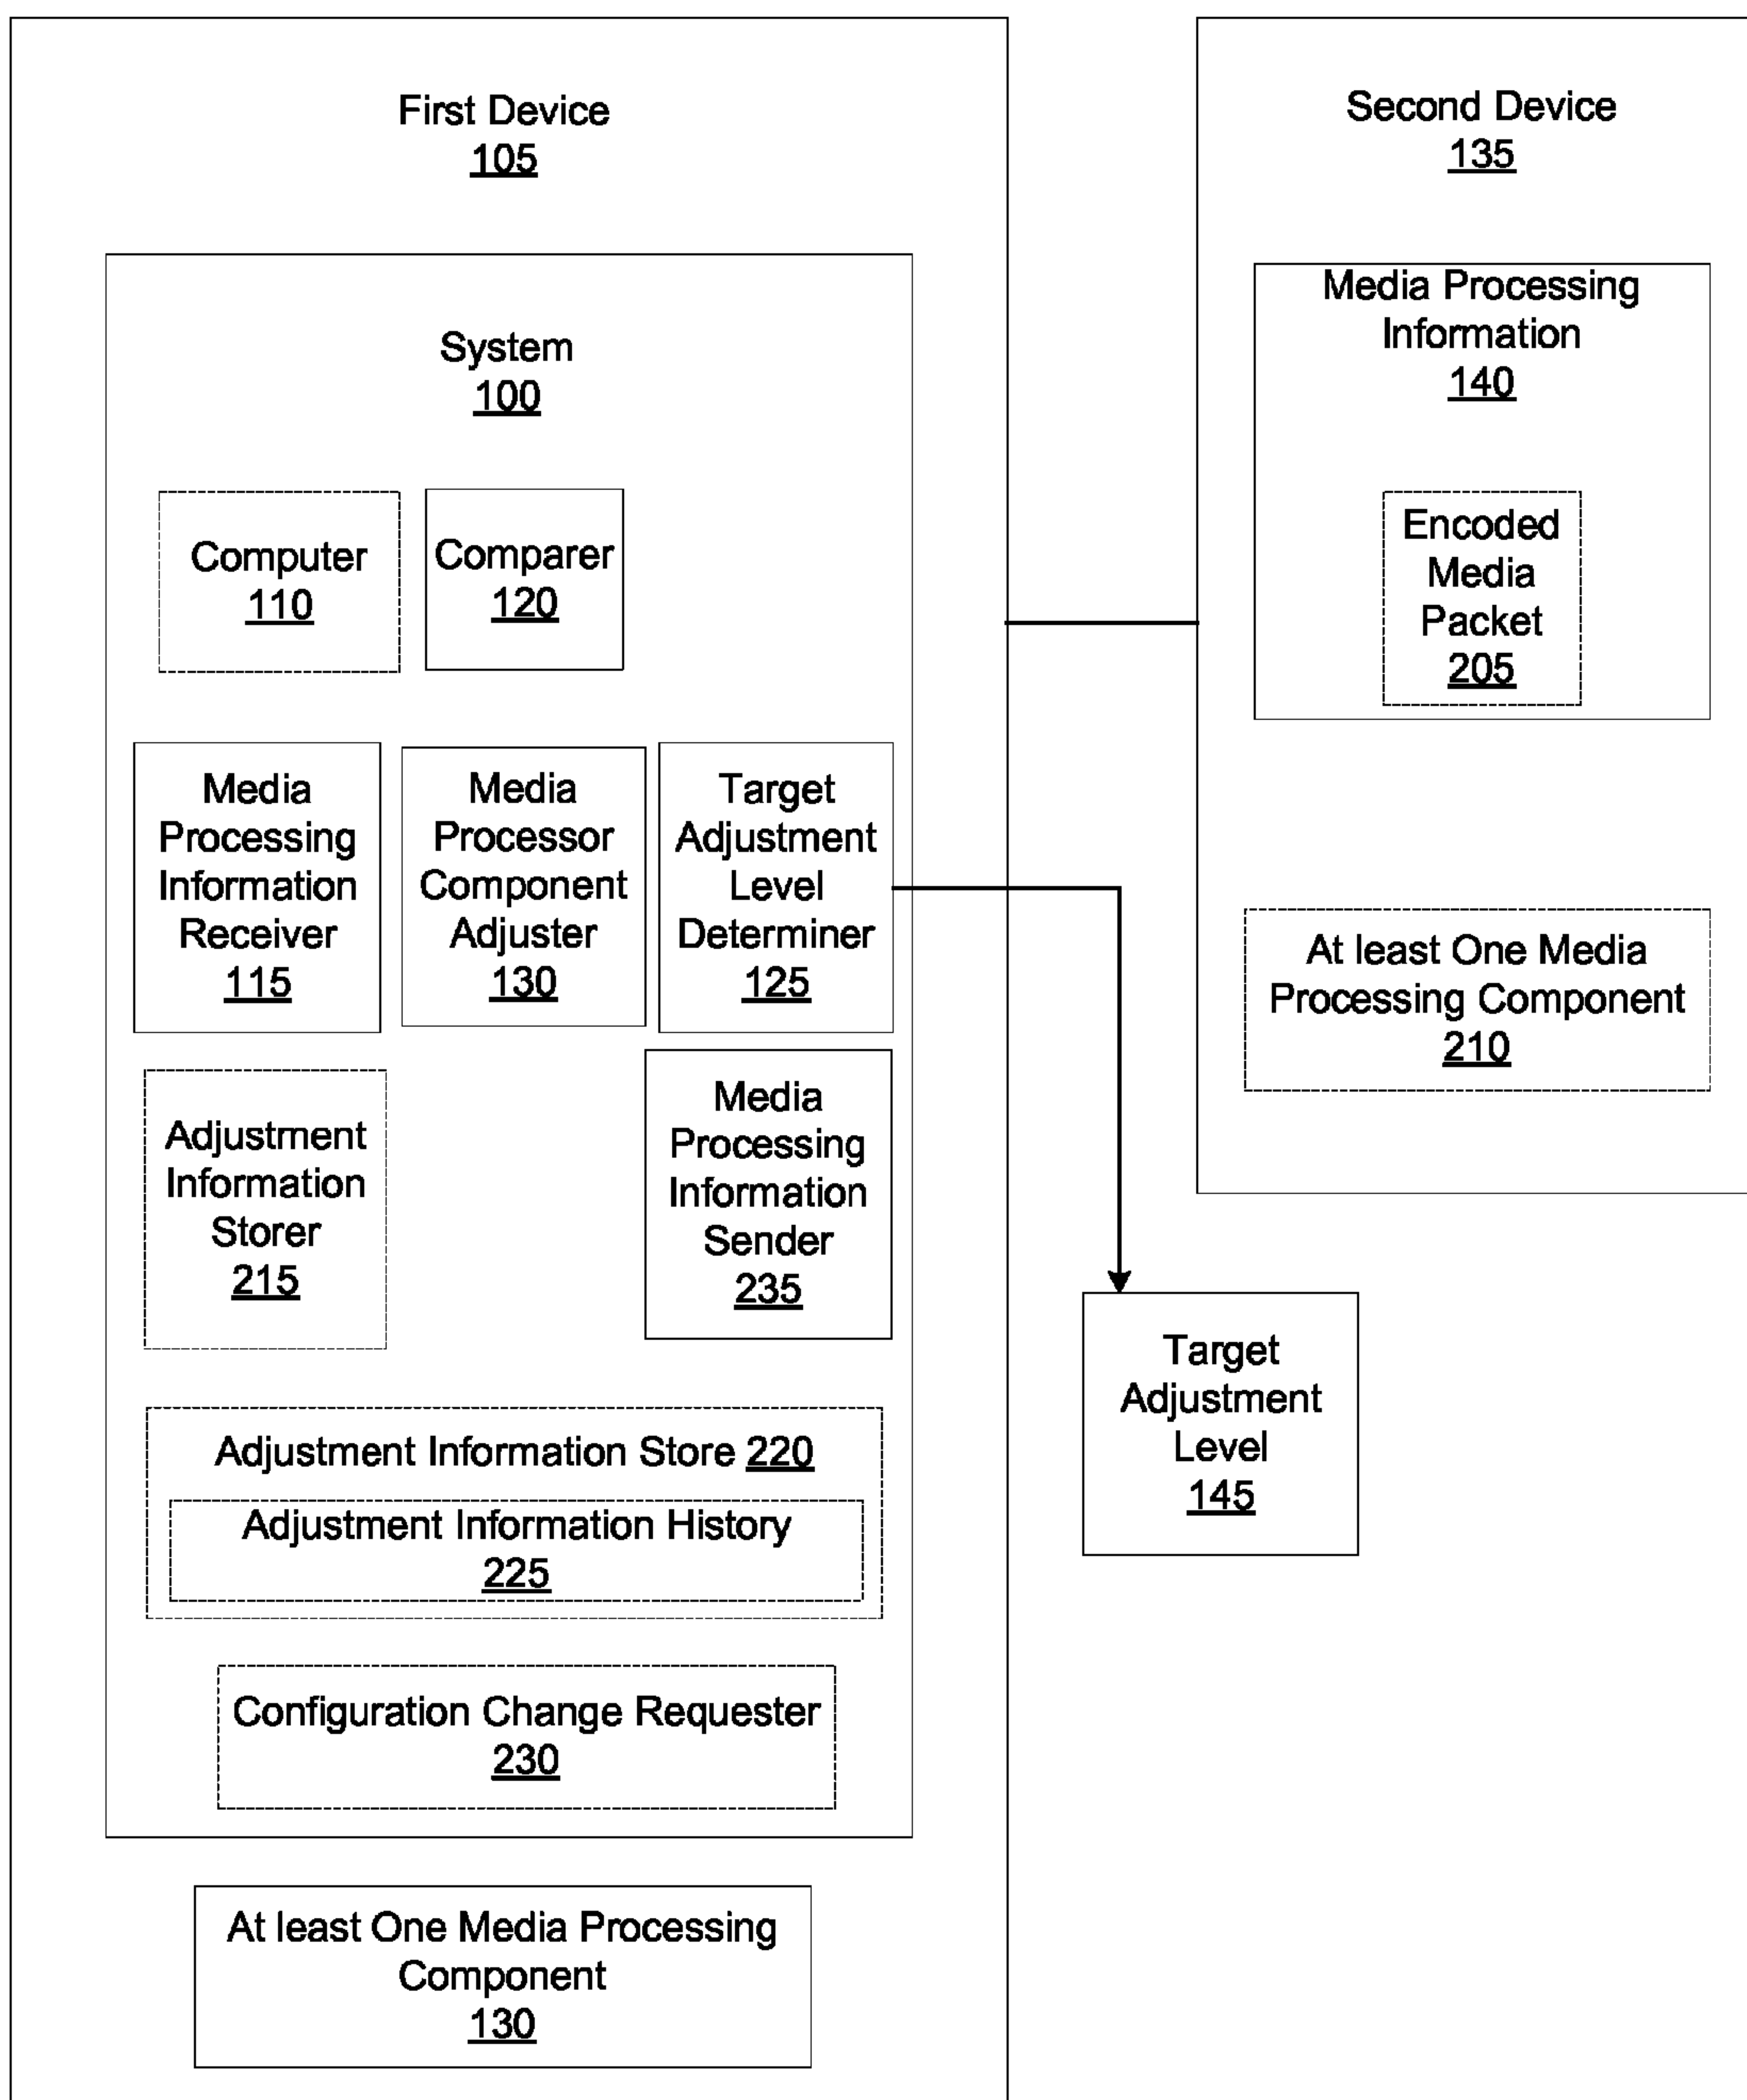 First Device
105
System
100
Computer
110
Comparer
120
Media
Processing
Information
Receiver
115
Media
Processor
Component
Adjuster
130
Target
Adjustment
Level
Determiner
125
Adjustment
Information
Storer
215
Media
Processing
Information
Sender
235
Adjustment Information Store 220
Adjustment Information History
225
Configuration Change Requester
230
At least One Media Processing
Component
130
Second Device
135
Media Processing
Information
140
Encoded
Media
Packet
205
At least One Media
Processing Component
210
Target
Adjustment
Level
145